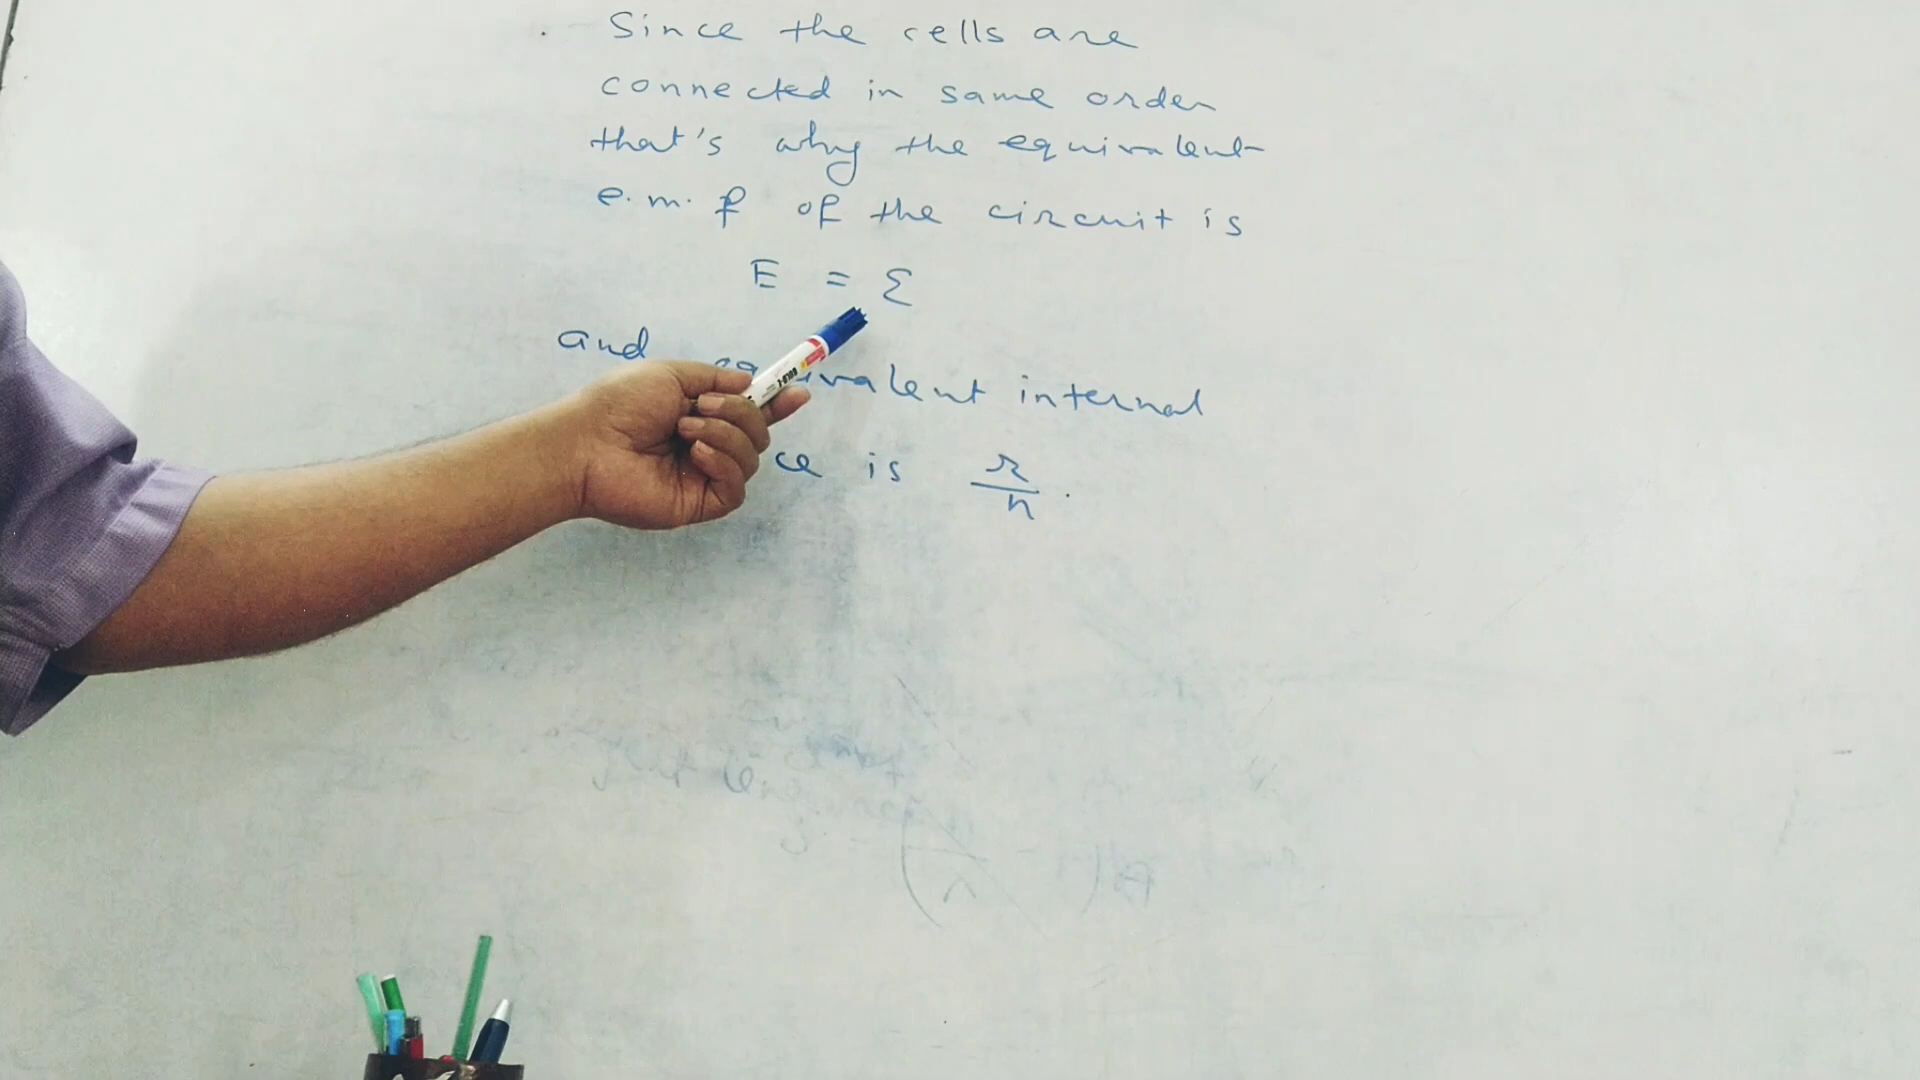 Since the cells are
connected in same order
that's why the equivalent
e.m.f of the circuit is
E = Ɛ
and equivalent internal
is r/n.